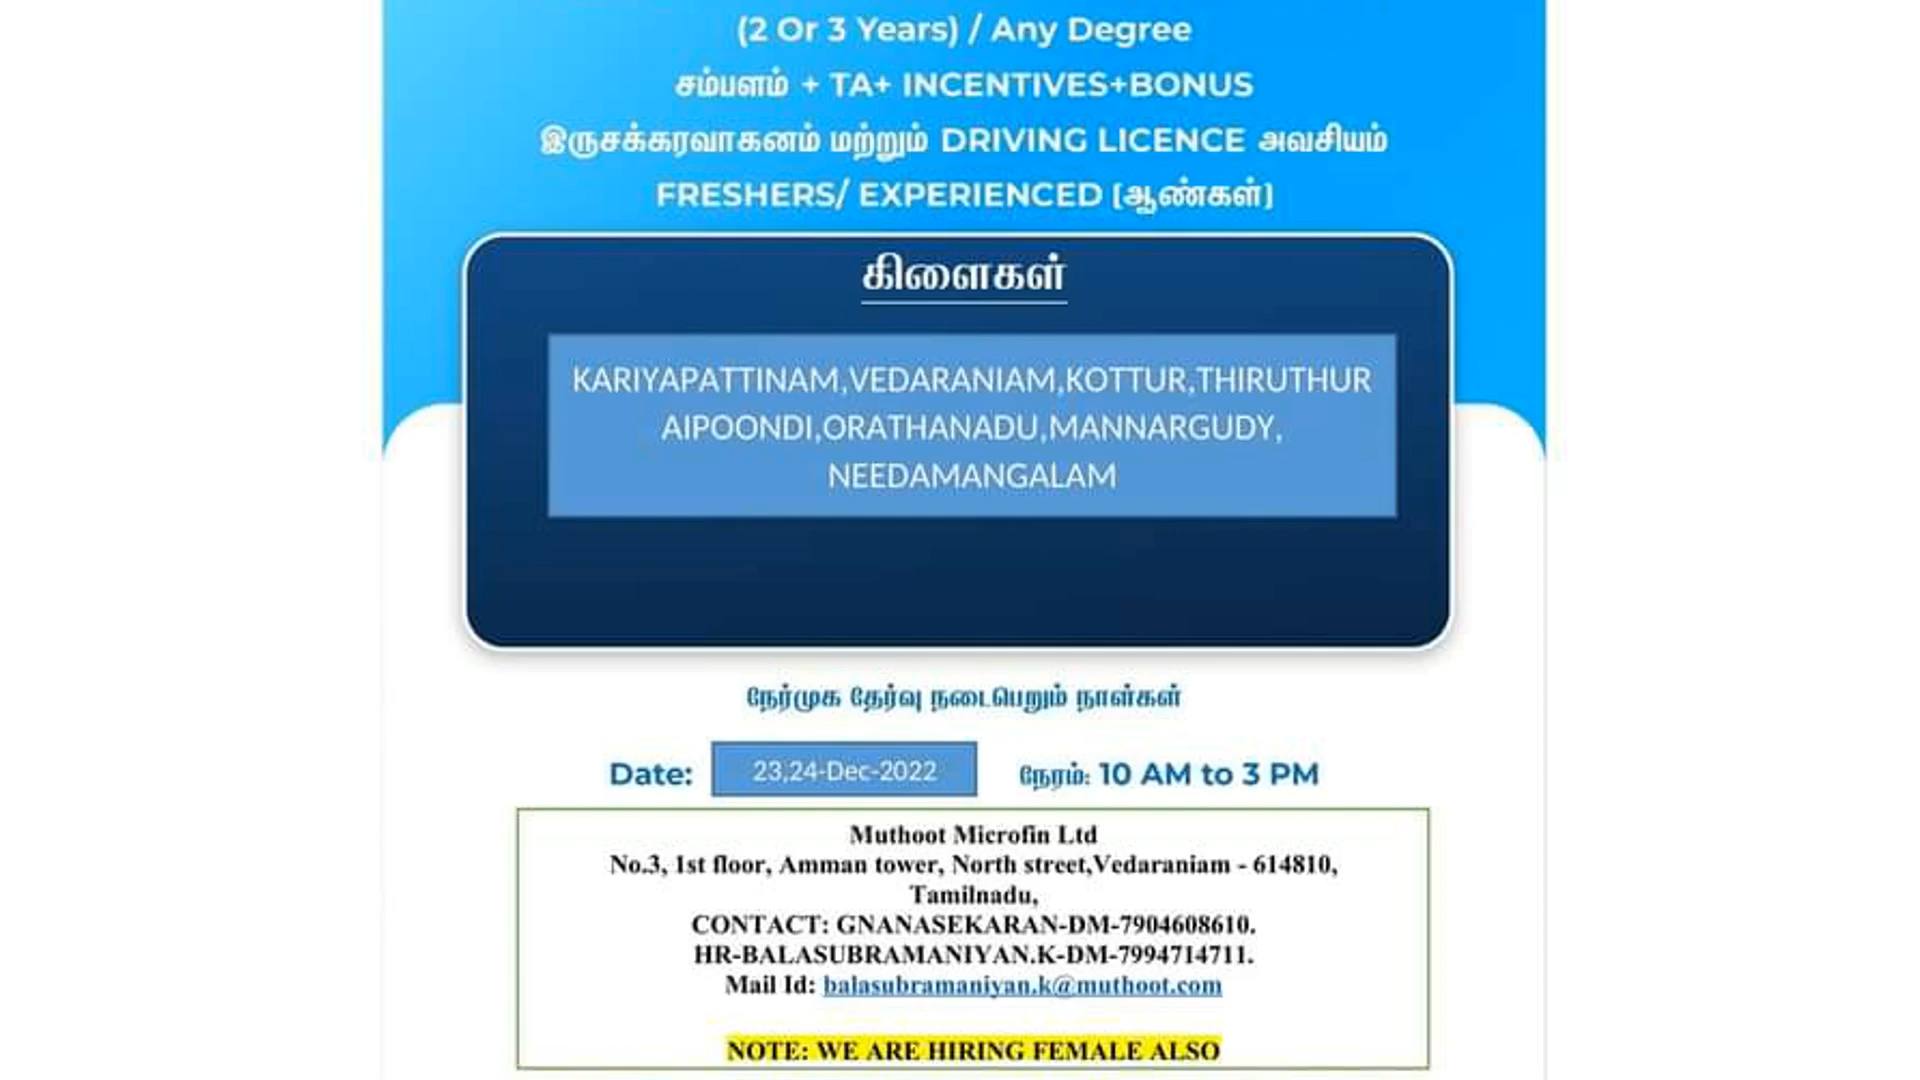 (2 Or 3 Years) / Any Degree
சம்பளம் + TA+ INCENTIVES+BONUS
இருசக்கரவாகனம் மற்றும் DRIVING LICENCE அவசியம்
FRESHERS/ EXPERIENCED (ஆண்கள்)
கிளைகள்
KARIYAPATTINAM,VEDARANIAM,KOTTUR,THIRUTHUR
AIPOONDI,ORATHANADU,MANNARGUDY,
NEEDAMANGALAM
நேர்முக தேர்வு நடைபெறும் நாள்கள்
Date: 23,24-Dec-2022 நேரம்: 10 AM to 3 PM
Muthoot Microfin Ltd
No.3, 1st floor, Amman tower, North street,Vedaraniam - 614810,
Tamilnadu,
CONTACT: GNANASEKARAN-DM-7904608610.
HR-BALASUBRAMANIYAN.K-DM-7994714711.
Mail Id: balasubramaniyan.k@muthoot.com
NOTE: WE ARE HIRING FEMALE ALSO